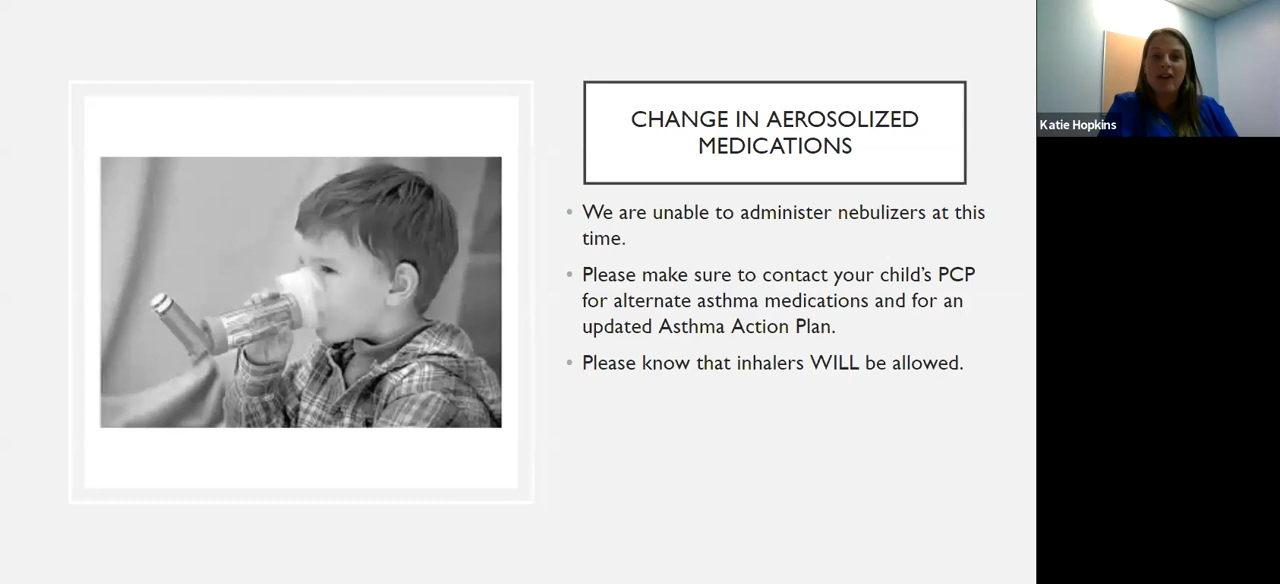 CHANGE IN AEROSOLIZED
MEDICATIONS
• We are unable to administer nebulizers at this
time.
• Please make sure to contact your child’s PCP
for alternate asthma medications and for an
updated Asthma Action Plan.
• Please know that inhalers WILL be allowed.
Katie Hopkins